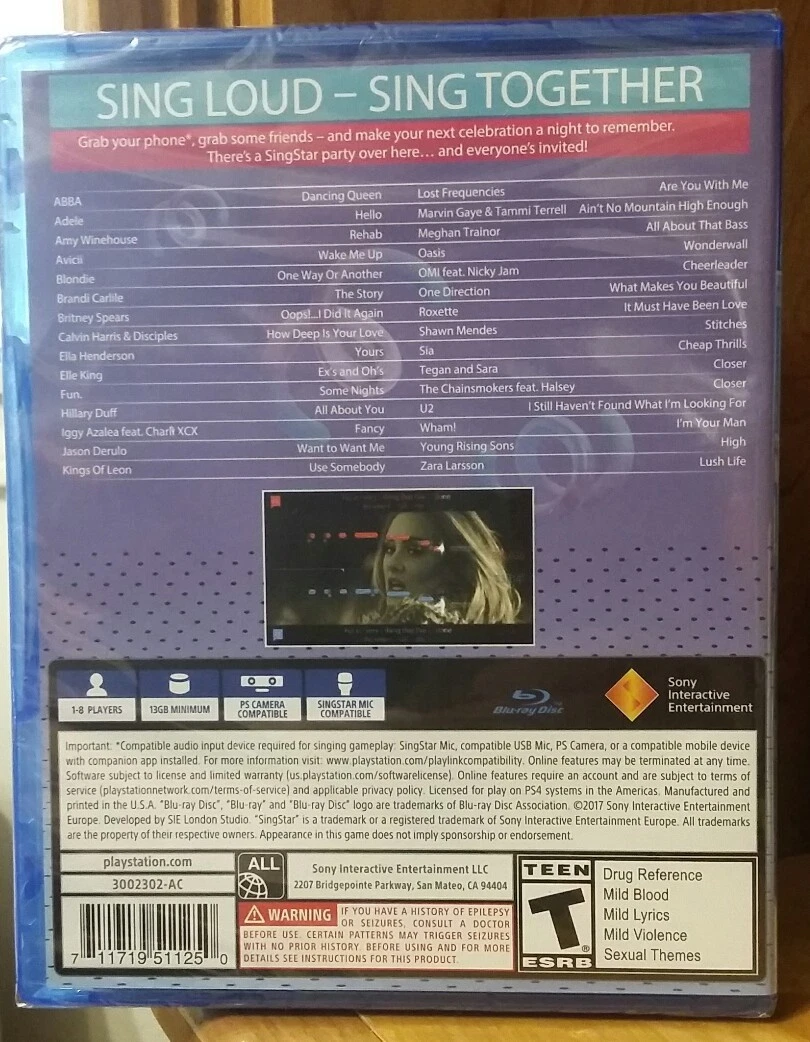 SING LOUD – SING TOGETHER
Grab your phone*, grab some friends – and make your next celebration a night to remember.
There's a SingStar party over here... and everyone's invited!
ABBA Dancing Queen
Adele Hello
Amy Winehouse Rehab
Avicii Wake Me Up
Blondie One Way Or Another
Brandi Carlile The Story
Britney Spears Oops!...I Did It Again
Calvin Harris & Disciples How Deep Is Your Love
Ella Henderson Yours
Elle King Ex's and Oh's
Fun. Some Nights
Hillary Duff All About You
Iggy Azalea feat. Charli XCX Fancy
Jason Derulo Want to Want Me
Kings Of Leon Use Somebody
Lost Frequencies Are You With Me
Marvin Gaye & Tammi Terrell Ain't No Mountain High Enough
Meghan Trainor All About That Bass
Oasis Wonderwall
OMI feat. Nicky Jam Cheerleader
One Direction What Makes You Beautiful
Roxette It Must Have Been Love
Shawn Mendes Stitches
Sia Cheap Thrills
Tegan and Sara Closer
The Chainsmokers feat. Halsey Closer
U2 I Still Haven't Found What I'm Looking For
Wham! I'm Your Man
Young Rising Sons High
Zara Larsson Lush Life
1-8 PLAYERS
13GB MINIMUM
PS CAMERA
COMPATIBLE
SINGSTAR MIC
COMPATIBLE
Blu-ray Disc
Sony
Interactive
Entertainment
Important: *Compatible audio input device required for singing gameplay: SingStar Mic, compatible USB Mic, PS Camera, or a compatible mobile device
with companion app installed. For more information visit: www.playstation.com/playlinkcompatibility. Online features may be terminated at any time.
Software subject to license and limited warranty (us.playstation.com/softwarelicense). Online features require an account and are subject to terms of
service (playstationnetwork.com/terms-of-service) and applicable privacy policy. Licensed for play on PS4 systems in the Americas. Manufactured and
printed in the U.S.A. "Blu-ray Disc", "Blu-ray" and "Blu-ray Disc" logo are trademarks of Blu-ray Disc Association. ©2017 Sony Interactive Entertainment
Europe. Developed by SIE London Studio. "SingStar" is a trademark or a registered trademark of Sony Interactive Entertainment Europe. All trademarks
are the property of their respective owners. Appearance in this game does not imply sponsorship or endorsement.
playstation.com
3002302-AC
7 11719 51125 0
ALL
Sony Interactive Entertainment LLC
2207 Bridgepointe Parkway, San Mateo, CA 94404
WARNING IF YOU HAVE A HISTORY OF EPILEPSY
OR SEIZURES, CONSULT A DOCTOR
BEFORE USE. CERTAIN PATTERNS MAY TRIGGER SEIZURES
WITH NO PRIOR HISTORY. BEFORE USING AND FOR MORE
DETAILS SEE INSTRUCTIONS FOR THIS PRODUCT.
TEEN
T
®
ESRB
Drug Reference
Mild Blood
Mild Lyrics
Mild Violence
Sexual Themes